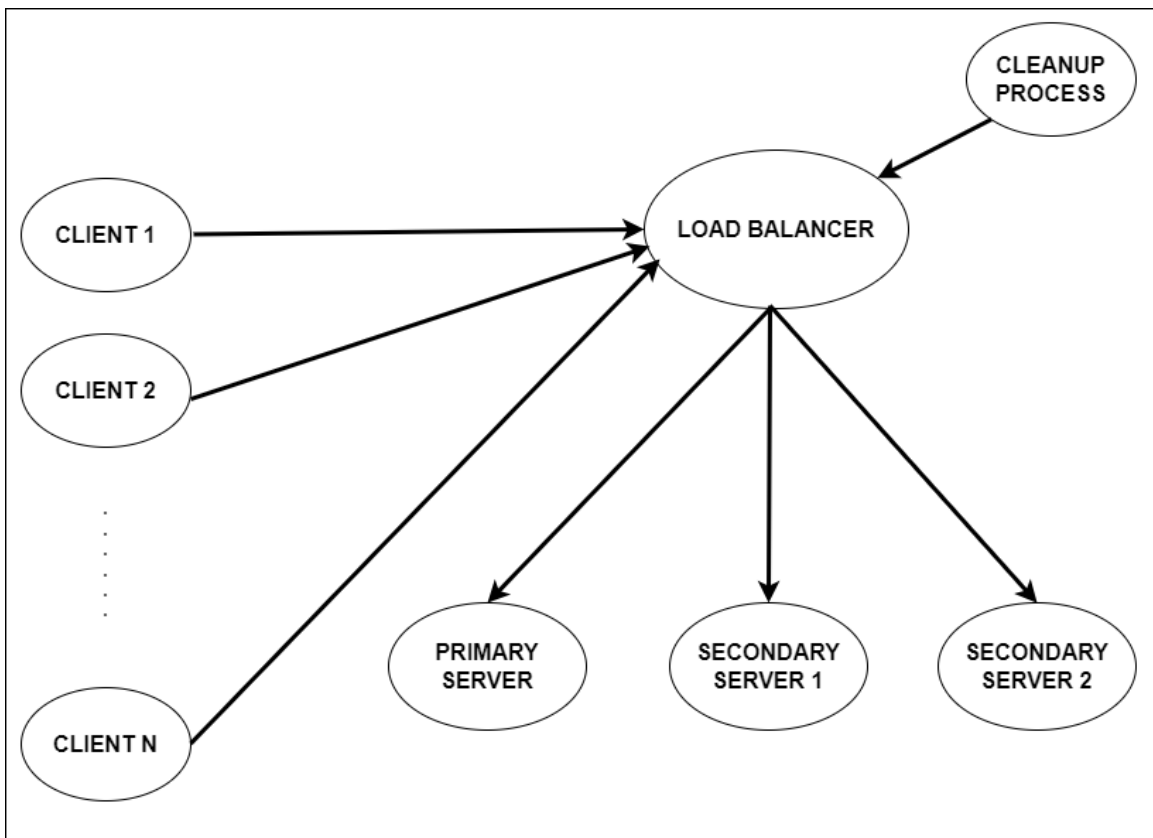 CLEANUP
PROCESS
CLIENT 1
LOAD BALANCER
CLIENT 2
PRIMARY
SERVER
SECONDARY
SERVER 1
SECONDARY
SERVER 2
CLIENT N